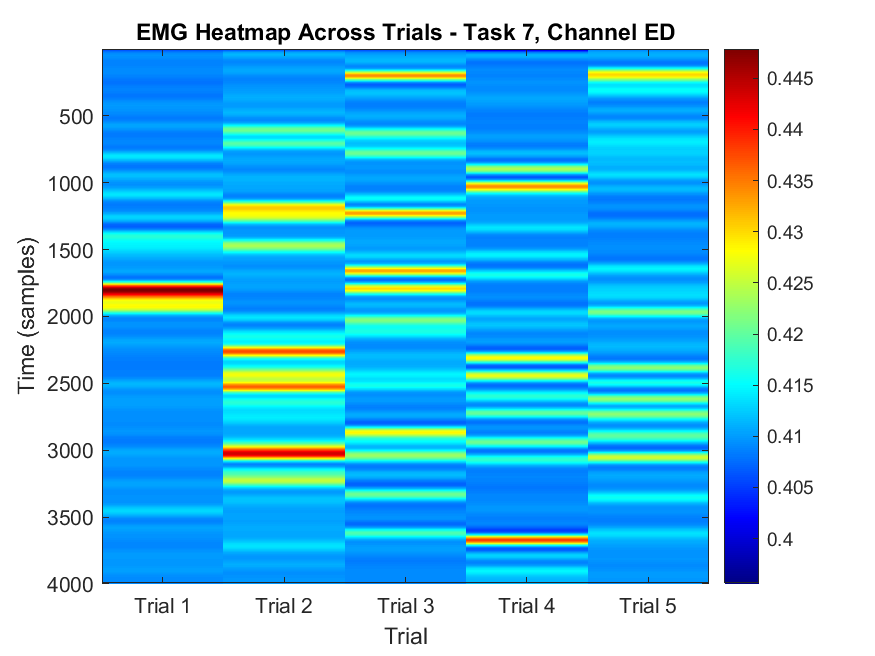 EMG Heatmap Across Trials - Task 7, Channel ED
Time (samples)
500
1000
1500
2000
2500
3000
3500
4000
Trial 1
Trial 2
Trial 3
Trial 4
Trial 5
Trial
0.445
0.44
0.435
0.43
0.425
0.42
0.415
0.41
0.405
0.4